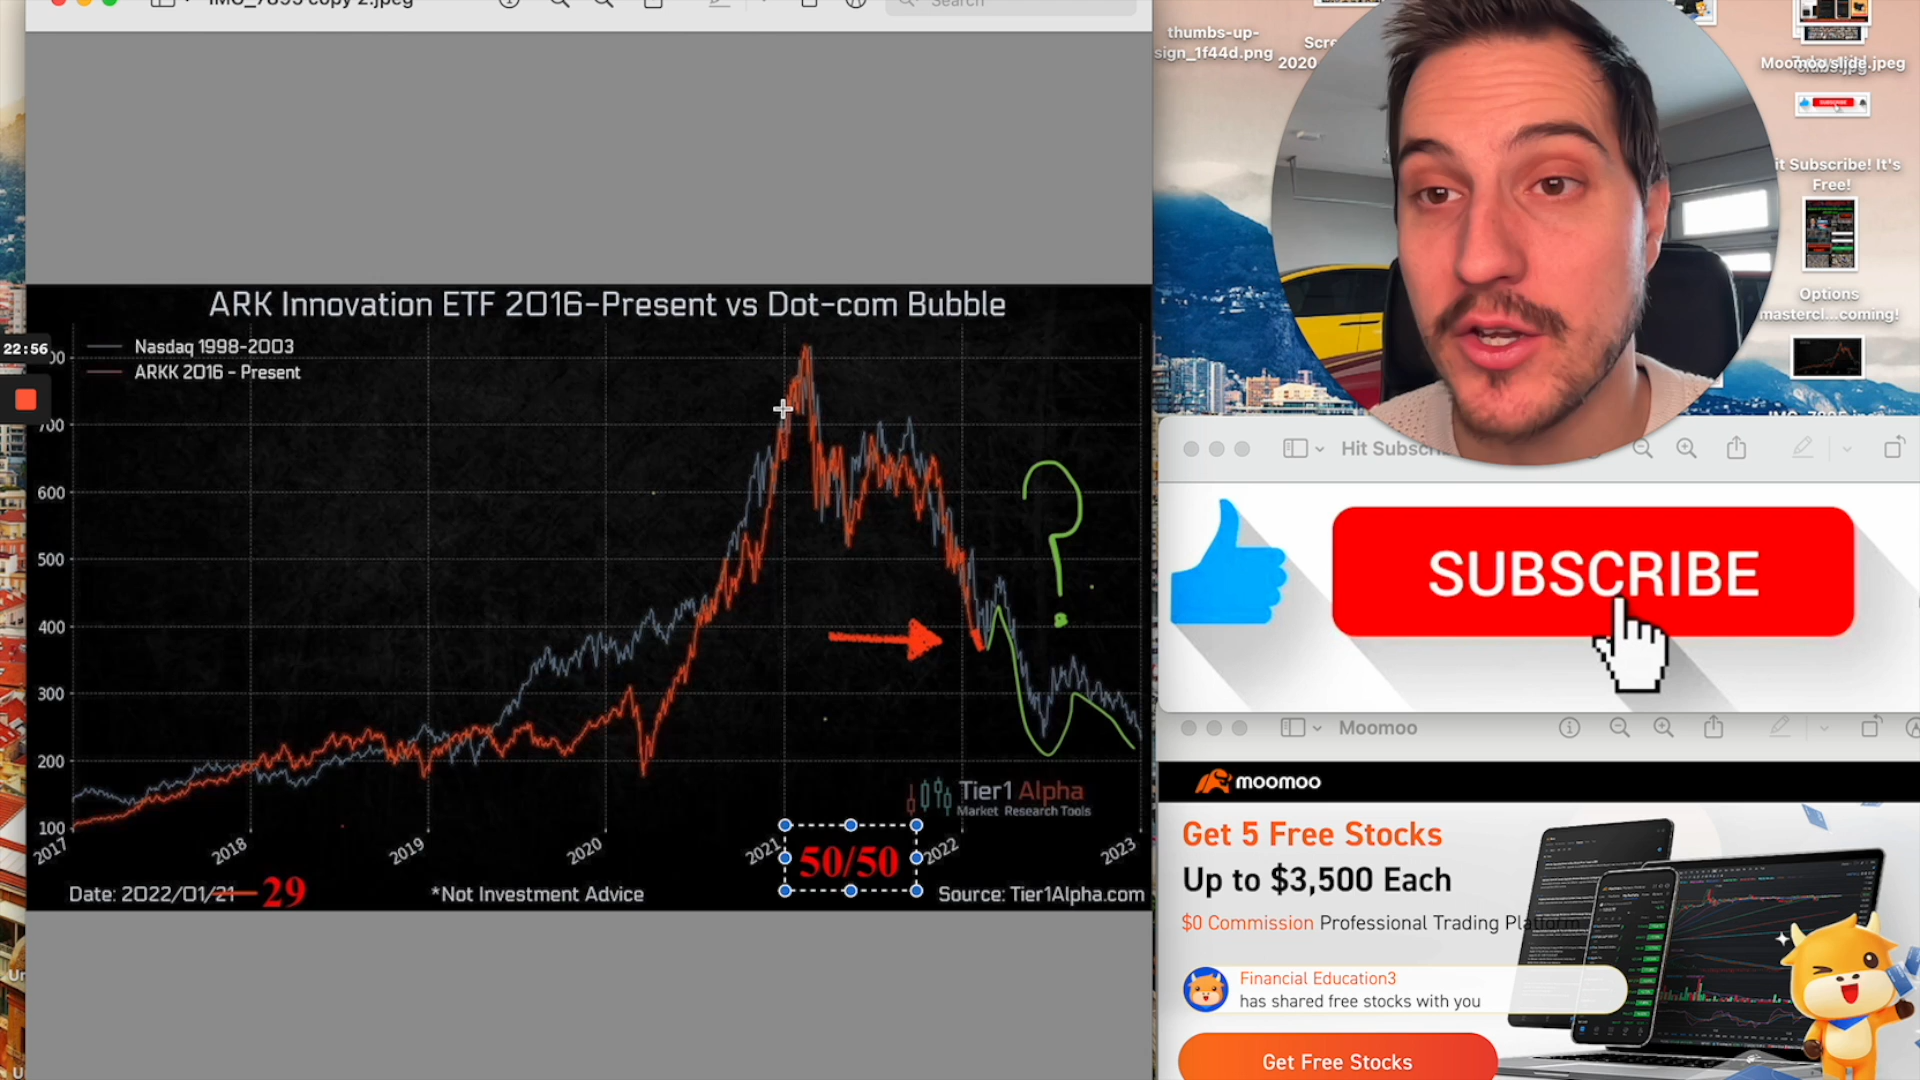 Search
thumbs-up-
sign_1f44d.png
2020
Moomoo slide.jpeg
it Subscribe! It's
Free!
Options
mastercl...coming!
22:56
ARK Innovation ETF 2016-Present vs Dot-com Bubble
Nasdaq 1998-2003
ARKK 2016 - Present
700
600
500
400
300
200
100
2017
2018
2019
2020
2021
2022
2023
50/50
Tier1 Alpha
Market Research Tools
Date: 2022/01/21 29
*Not Investment Advice
Source: Tier1Alpha.com
Hit Subscri
SUBSCRIBE
Moomoo
moomoo
Get 5 Free Stocks
Up to $3,500 Each
$0 Commission Professional Trading Platform
Financial Education3
has shared free stocks with you
Get Free Stocks